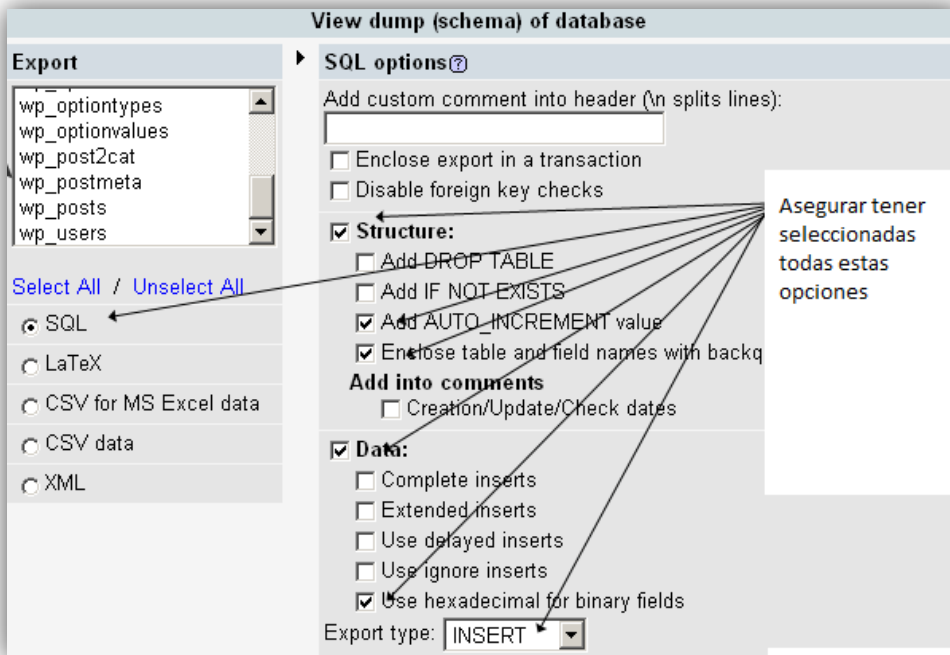 View dump (schema) of database
Export
wp_optiontypes
wp_optionvalues
wp_post2cat
wp_postmeta
wp_posts
wp_users
Select All / Unselect All
SQL
LaTeX
CSV for MS Excel data
CSV data
XML
SQL options
Add custom comment into header (\n splits lines):
Enclose export in a transaction
Disable foreign key checks
Structure:
Add DROP TABLE
Add IF NOT EXISTS
Add AUTO_INCREMENT value
Enclose table and field names with backq
Add into comments
Creation/Update/Check dates
Data:
Complete inserts
Extended inserts
Use delayed inserts
Use ignore inserts
Use hexadecimal for binary fields
Export type: INSERT
Asegurar tener
seleccionadas
todas estas
opciones